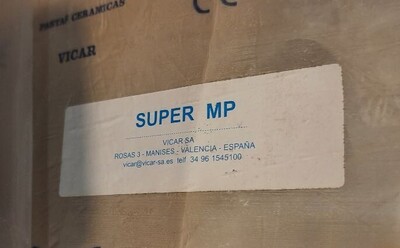 PASTAS CERAMICAS
CE
VICAR
SUPER MP
VICAR SA
ROSAS 3 - MANISES - VALENCIA - ESPAÑA
vicar@vicar-sa.es telf 34 96 1545100